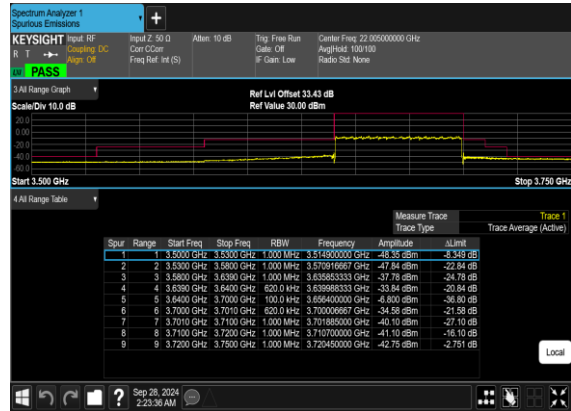 Spectrum Analyzer 1
Spurious Emissions
+
KEYSIGHT Input: RF Input Z: 50 Ω Atten: 10 dB Trig: Free Run Center Freq: 22.005000000 GHz
R T Coupling: DC Corr CCorr Gate: Off Avg|Hold: 100/100
Align: Off Freq Ref: Int (S) IF Gain: Low Radio Std: None
LW PASS
3 All Range Graph
Ref Lvl Offset 33.43 dB
Scale/Div 10.0 dB Ref Value 30.00 dBm
20.0
0.00
-20.0
-40.0
-60.0
Start 3.500 GHz Stop 3.750 GHz
4 All Range Table
Measure Trace Trace 1
Trace Type Trace Average (Active)
Spur Range Start Freq Stop Freq RBW Frequency Amplitude ΔLimit
1 1 3.5000 GHz 3.5300 GHz 1.000 MHz 3.514900000 GHz -48.35 dBm -8.349 dB
2 2 3.5300 GHz 3.5800 GHz 1.000 MHz 3.570916667 GHz -47.84 dBm -22.84 dB
3 3 3.5800 GHz 3.6390 GHz 1.000 MHz 3.635853333 GHz -37.78 dBm -24.78 dB
4 4 3.6390 GHz 3.6400 GHz 620.0 kHz 3.639988333 GHz -33.84 dBm -20.84 dB
5 5 3.6400 GHz 3.7000 GHz 100.0 kHz 3.656400000 GHz -6.800 dBm -36.80 dB
6 6 3.7000 GHz 3.7010 GHz 620.0 kHz 3.700006667 GHz -34.58 dBm -21.58 dB
7 7 3.7010 GHz 3.7100 GHz 1.000 MHz 3.701885000 GHz -40.10 dBm -27.10 dB
8 8 3.7100 GHz 3.7200 GHz 1.000 MHz 3.710700000 GHz -41.10 dBm -16.10 dB
9 9 3.7200 GHz 3.7500 GHz 1.000 MHz 3.720450000 GHz -42.75 dBm -2.751 dB
Local
? Sep 28, 2024
2:23:36 AM